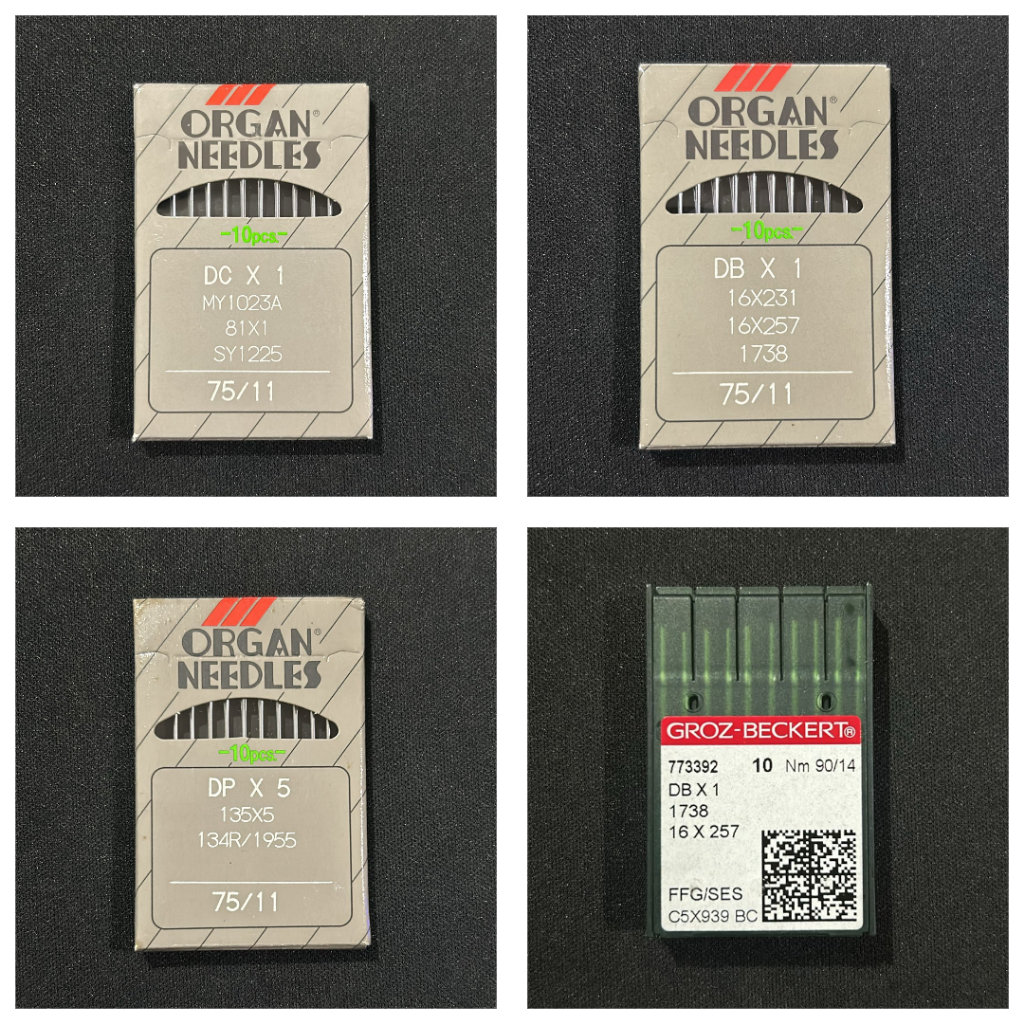 ORGAN®
NEEDLES
-10pcs.-
DC X 1
MY1023A
81X1
SY1225
75/11
ORGAN®
NEEDLES
-10pcs.-
DB X 1
16X231
16X257
1738
75/11
ORGAN®
NEEDLES
-10pcs.-
DP X 5
135X5
134R/1955
75/11
GROZ-BECKERT®
773392 10 Nm 90/14
DB X 1
1738
16 X 257
FFG/SES
C5X939 BC